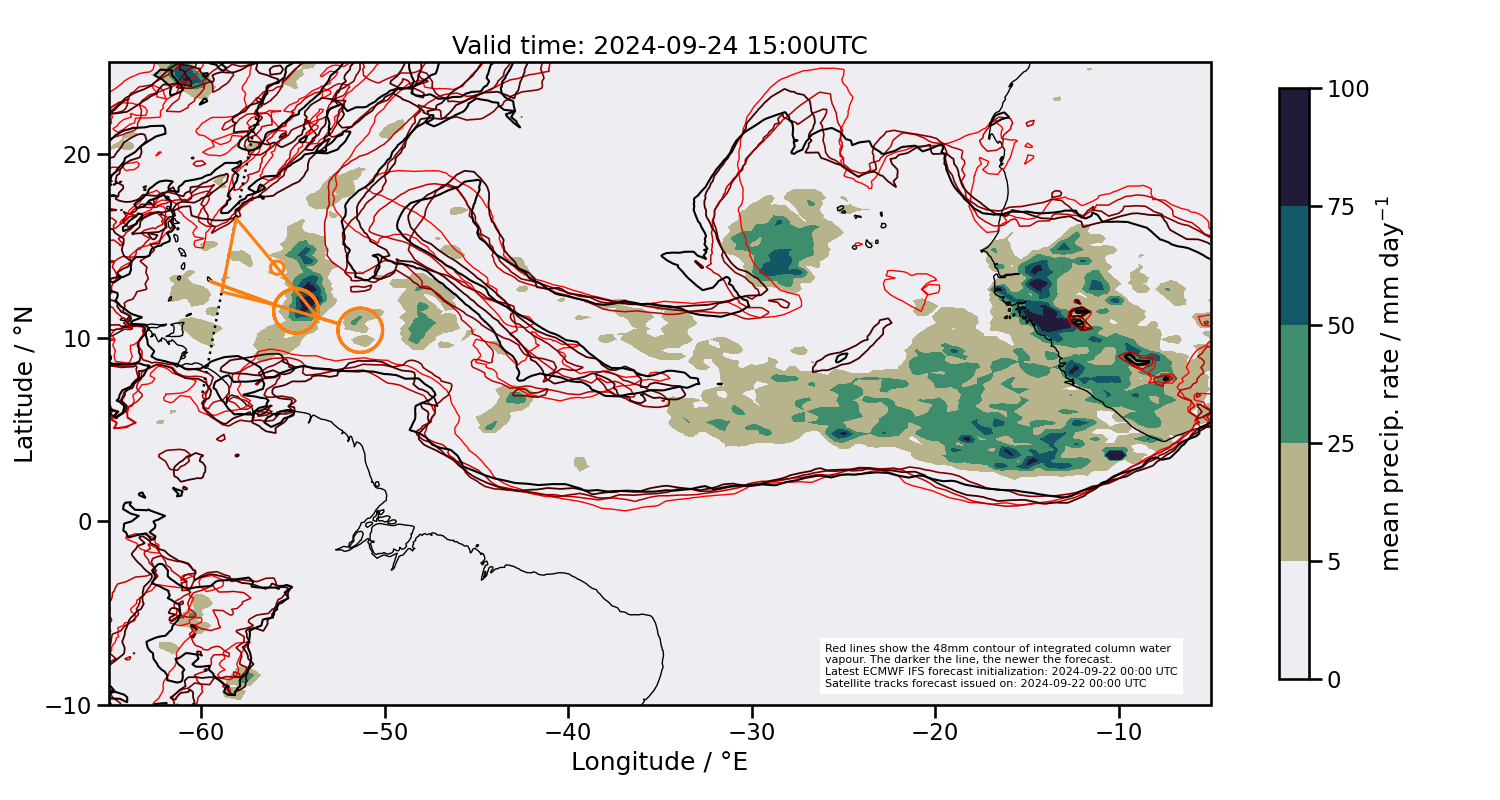 Valid time: 2024-09-24 15:00UTC
Latitude / °N
20
10
0
−10
−60
−50
−40
−30
−20
−10
Longitude / °E
Red lines show the 48mm contour of integrated column water
vapour. The darker the line, the newer the forecast.
Latest ECMWF IFS forecast initialization: 2024-09-22 00:00 UTC
Satellite tracks forecast issued on: 2024-09-22 00:00 UTC
100
75
50
25
5
0
mean precip. rate / mm day⁻¹